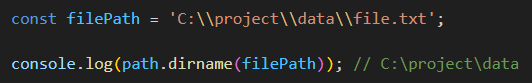 const filePath = 'C:\\project\\data\\file.txt';
console.log(path.dirname(filePath)); // C:\project\data